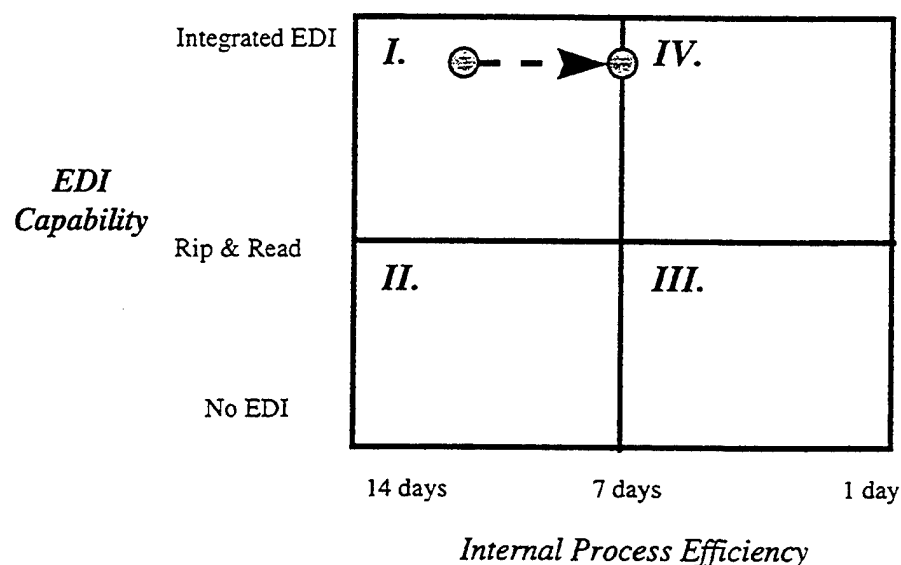 Integrated EDI
I.
IV.
EDI
Capability
Rip & Read
II.
III.
No EDI
14 days
7 days
1 day
Internal Process Efficiency